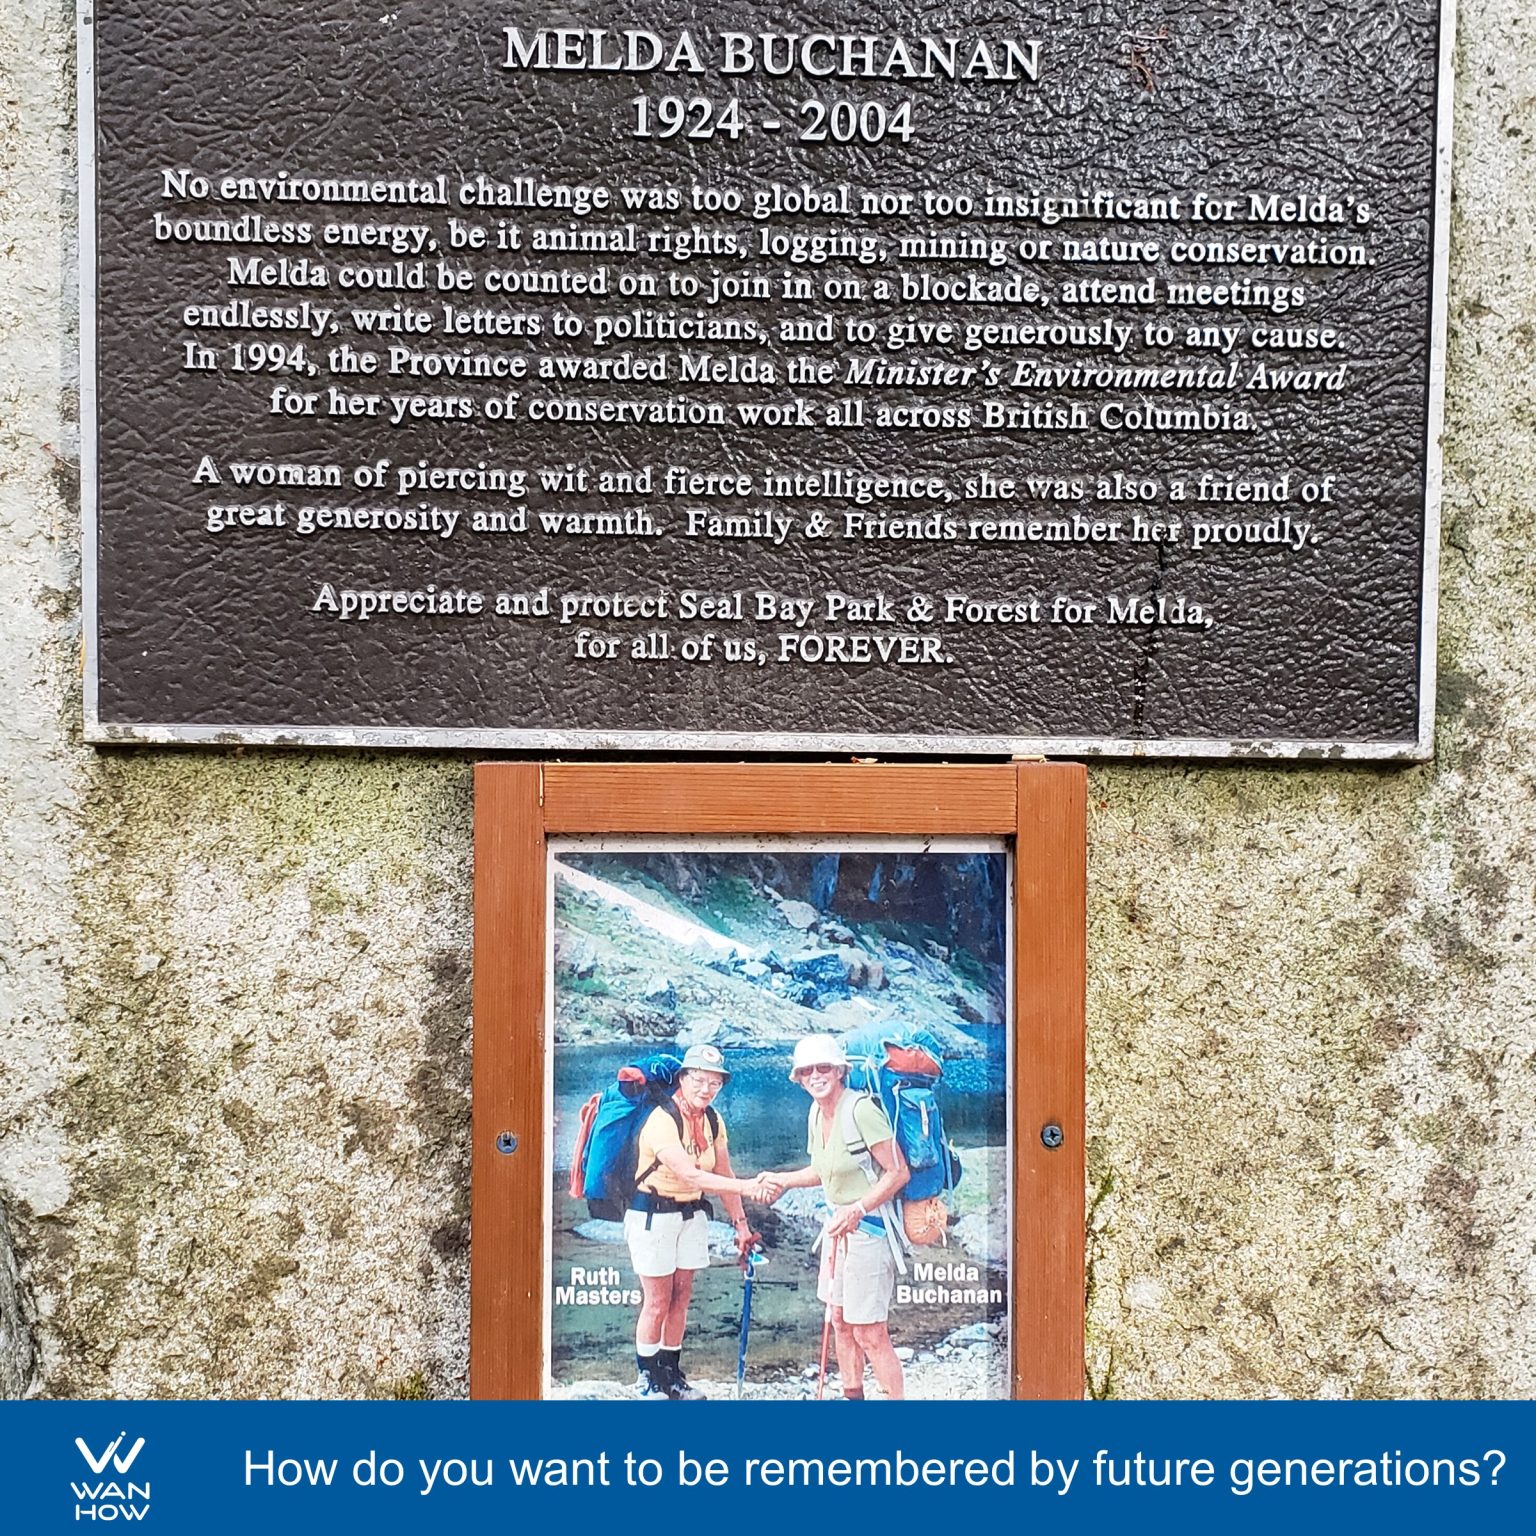 MELDA BUCHANAN
1924 - 2004
No environmental challenge was too global nor too insignificant for Melda's
boundless energy, be it animal rights, logging, mining or nature conservation.
Melda could be counted on to join in on a blockade, attend meetings
endlessly, write letters to politicians, and to give generously to any cause.
In 1994, the Province awarded Melda the Minister's Environmental Award
for her years of conservation work all across British Columbia.
A woman of piercing wit and fierce intelligence, she was also a friend of
great generosity and warmth. Family & Friends remember her proudly.
Appreciate and protect Seal Bay Park & Forest for Melda,
for all of us, FOREVER.
Ruth
Masters
Melda
Buchanan
WAN
HOW
How do you want to be remembered by future generations?